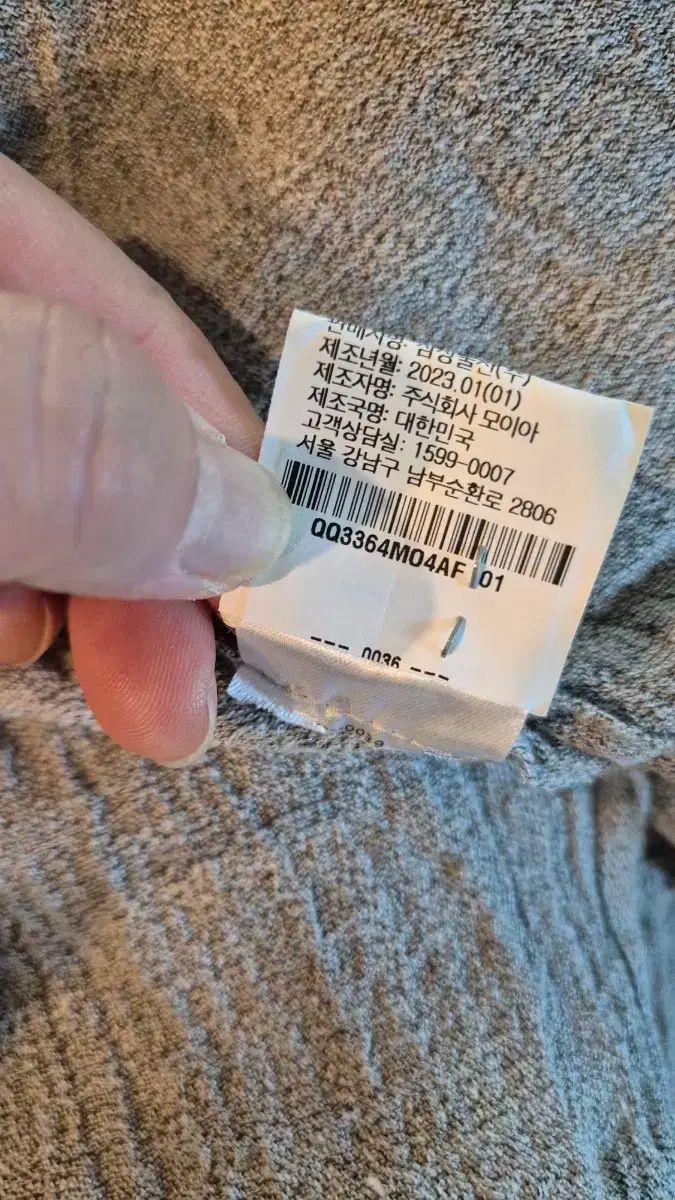 제조년월: 2023.01(01)
제조자명: 주식회사 모이아
제조국명: 대한민국
고객상담실: 1599-0007
서울 강남구 남부순환로 2806
QQ3364M04AF 01
--- 0036 ---
0039